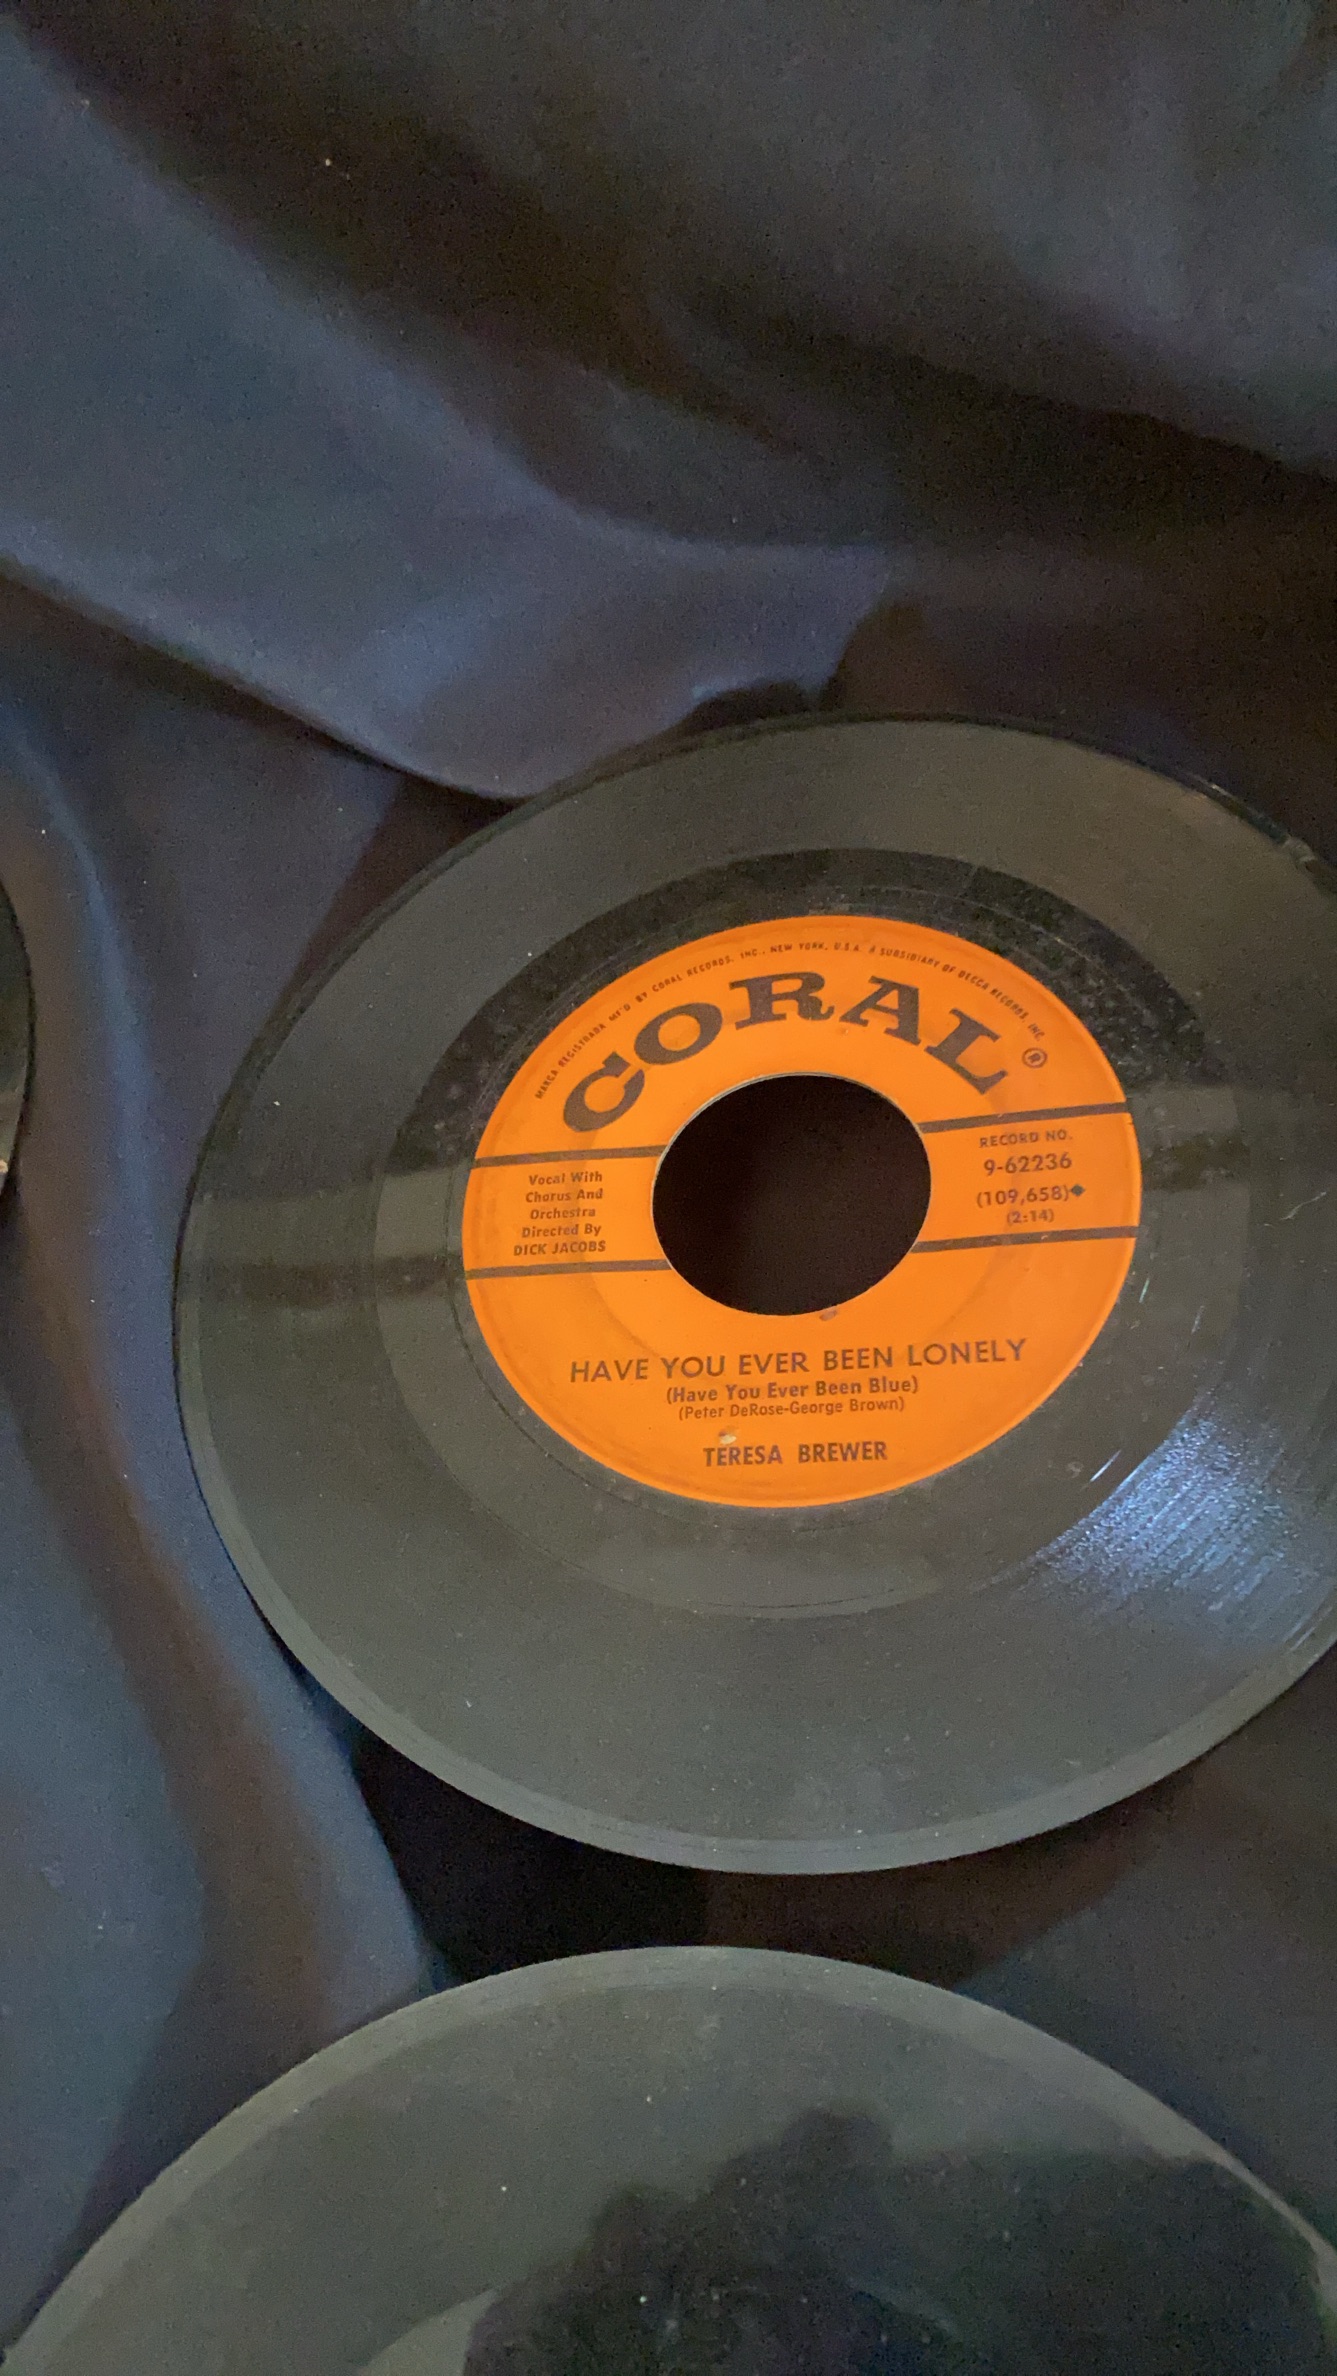 MARCA REGISTRADA MF'D BY CORAL RECORDS, INC., NEW YORK, U.S.A. A SUBSIDIARY OF DECCA RECORDS, INC.
CORAL ®
RECORD NO.
9-62236
(109,658)◆
(2:14)
Vocal With
Chorus And
Orchestra
Directed By
DICK JACOBS
HAVE YOU EVER BEEN LONELY
(Have You Ever Been Blue)
(Peter DeRose-George Brown)
TERESA BREWER